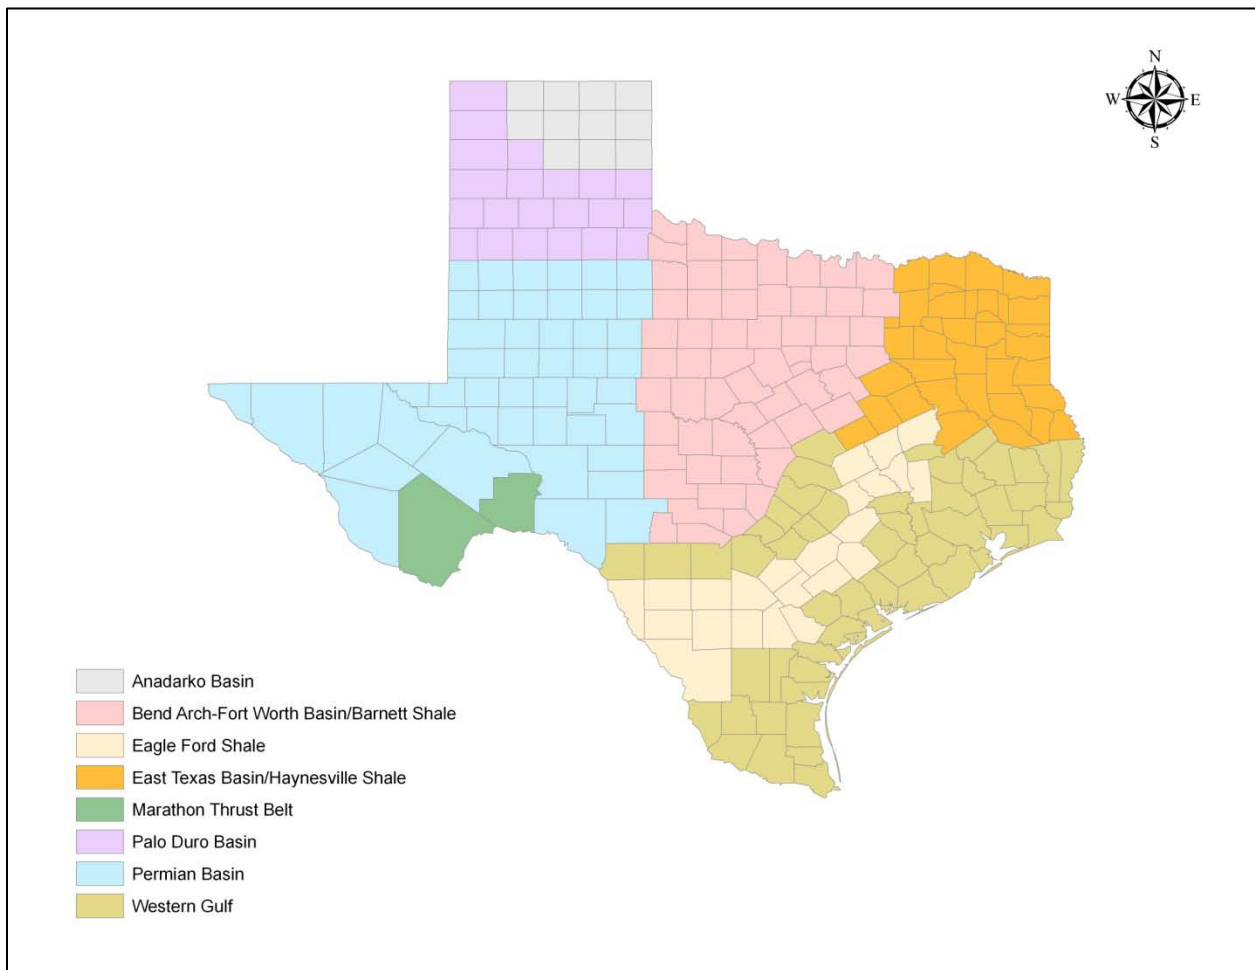 N
W E
S
Anadarko Basin
Bend Arch-Fort Worth Basin/Barnett Shale
Eagle Ford Shale
East Texas Basin/Haynesville Shale
Marathon Thrust Belt
Palo Duro Basin
Permian Basin
Western Gulf